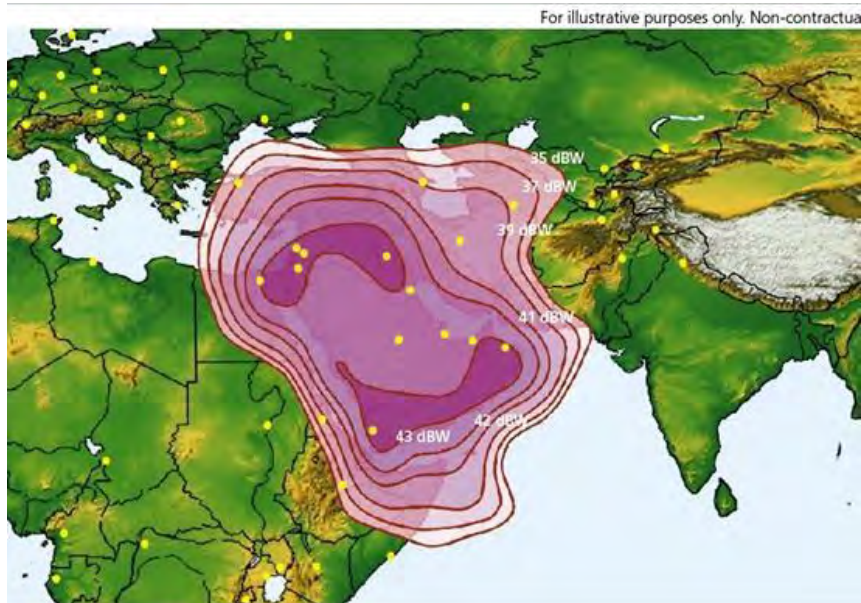 For illustrative purposes only. Non-contractua
35 dBW
37 dBW
39 dBW
41 dBW
42 dBW
43 dBW